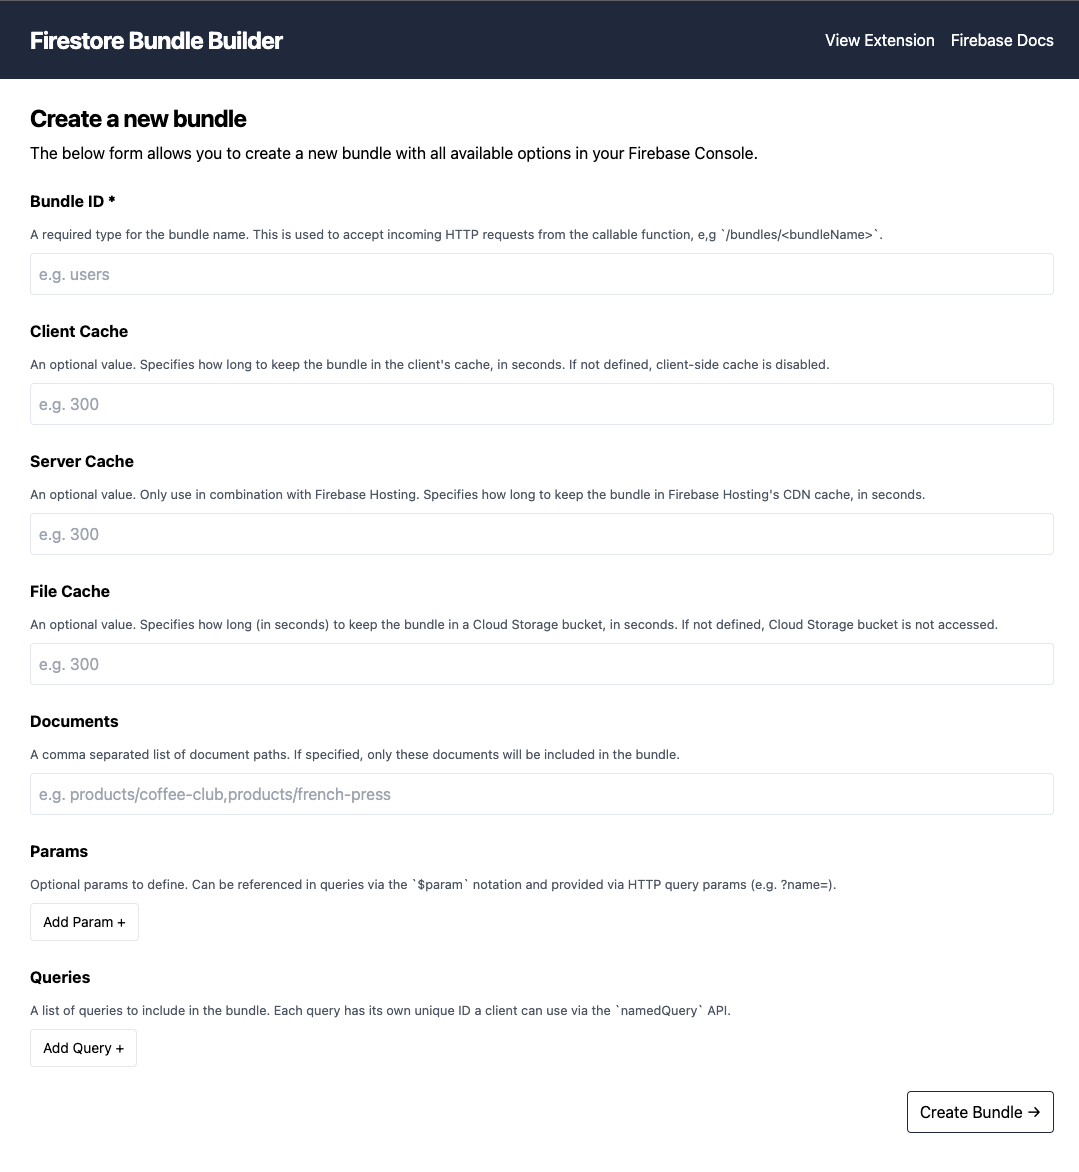 Firestore Bundle Builder
View Extension Firebase Docs
Create a new bundle
The below form allows you to create a new bundle with all available options in your Firebase Console.
Bundle ID *
A required type for the bundle name. This is used to accept incoming HTTP requests from the callable function, e,g `/bundles/<bundleName>`.
e.g. users
Client Cache
An optional value. Specifies how long to keep the bundle in the client's cache, in seconds. If not defined, client-side cache is disabled.
e.g. 300
Server Cache
An optional value. Only use in combination with Firebase Hosting. Specifies how long to keep the bundle in Firebase Hosting's CDN cache, in seconds.
e.g. 300
File Cache
An optional value. Specifies how long (in seconds) to keep the bundle in a Cloud Storage bucket, in seconds. If not defined, Cloud Storage bucket is not accessed.
e.g. 300
Documents
A comma separated list of document paths. If specified, only these documents will be included in the bundle.
e.g. products/coffee-club,products/french-press
Params
Optional params to define. Can be referenced in queries via the `$param` notation and provided via HTTP query params (e.g. ?name=).
Add Param +
Queries
A list of queries to include in the bundle. Each query has its own unique ID a client can use via the `namedQuery` API.
Add Query +
Create Bundle →